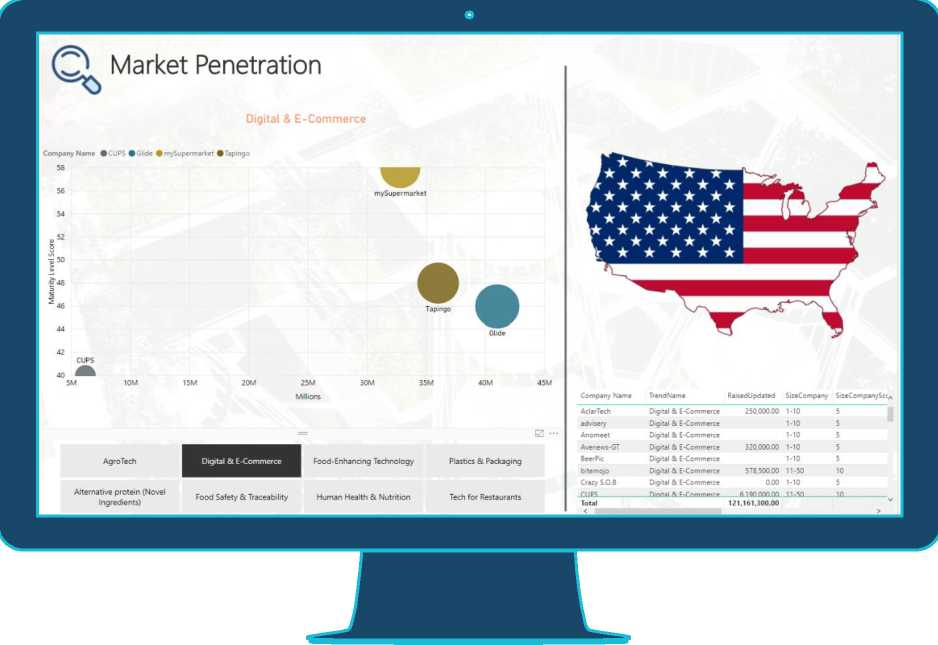 Market Penetration
Digital & E-Commerce
Company Name CUPS Glide mySupermarket Tapingo
58
56
54
52
50
48
46
44
42
40
Maturity Level Score
mySupermarket
Tapingo
Glide
CUPS
5M 10M 15M 20M 25M 30M 35M 40M 45M
Millions
AgroTech Digital & E-Commerce Food-Enhancing Technology Plastics & Packaging
Alternative protein (Novel
Ingredients) Food Safety & Traceability Human Health & Nutrition Tech for Restaurants
Company Name TrendName RaisedUpdated SizeCompany SizeCompanySc
AclarTech Digital & E-Commerce 250,000.00 1-10 5
advisery Digital & E-Commerce 1-10 5
Anomeet Digital & E-Commerce 1-10 5
Avenews-GT Digital & E-Commerce 320,000.00 1-10 5
BeerPic Digital & E-Commerce 1-10 5
bitemojo Digital & E-Commerce 578,500.00 11-50 10
Crazy S.O.B Digital & E-Commerce 0.00 1-10 5
CUPS Digital & E-Commerce 6,190,000.00 11-50 10
Total 121,161,300.00